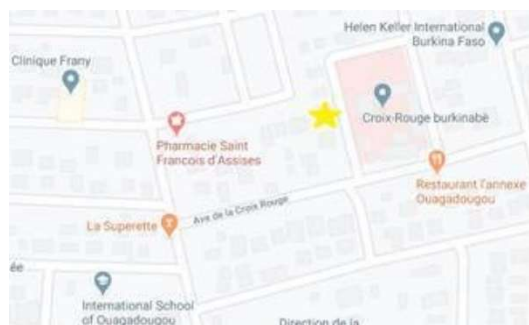 Helen Keller International
Burkina Faso
Clinique Frany
Croix-Rouge burkinabè
Pharmacie Saint
Francois d'Assises
Restaurant l'annexe
Ouagadougou
Ave de la Croix Rouge
La Superette
ée
International School
of Ouagadougou
Direction de la